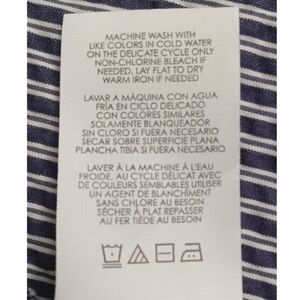 MACHINE WASH WITH
LIKE COLORS IN COLD WATER
ON THE DELICATE CYCLE ONLY
NON-CHLORINE BLEACH IF
NEEDED, LAY FLAT TO DRY
WARM IRON IF NEEDED
LAVAR A MÁQUINA CON AGUA
FRÍA EN CICLO DELICADO
CON COLORES SIMILARES
SOLAMENTE BLANQUEADOR
SIN CLORO SI FUERA NECESARIO
SECAR SOBRE SUPERFICIE PLANA
PLANCHA TIBIA SI FUERA NECESARIO
LAVER À LA MACHINE À L'EAU
FROIDE, AU CYCLE DÉLICAT AVEC
DE COULEURS SEMBLABLES UTILISER
UN AGENT DE BLANCHIMENT
SANS CHLORE AU BESOIN
SÉCHER À PLAT REPASSER
AU FER TIÈDE AU BESOIN